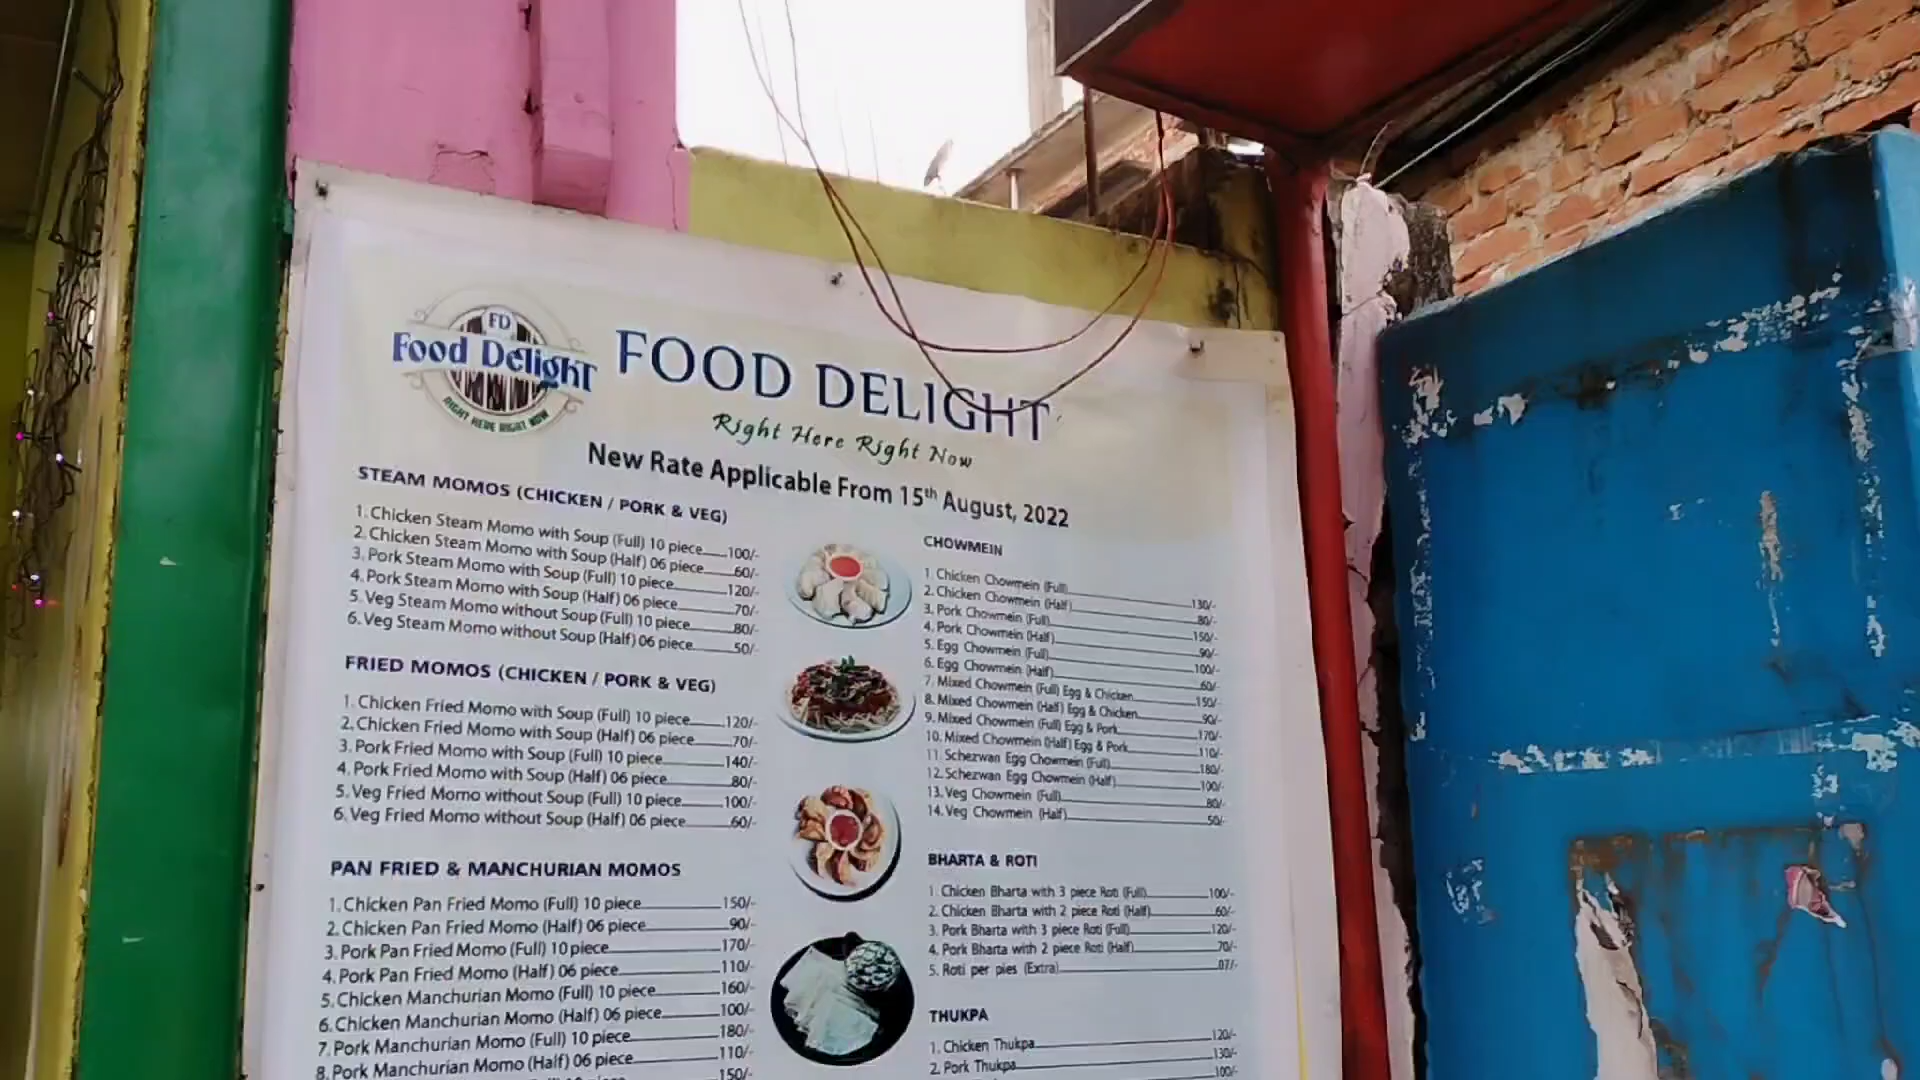 FD
Food Delight
RIGHT HERE RIGHT NOW
FOOD DELIGHT
Right Here Right Now
New Rate Applicable From 15th August, 2022
STEAM MOMOS (CHICKEN / PORK & VEG)
1. Chicken Steam Momo with Soup (Full) 10 piece 100/-
2. Chicken Steam Momo with Soup (Half) 06 piece 60/-
3. Pork Steam Momo with Soup (Full) 10 piece 120/-
4. Pork Steam Momo with Soup (Half) 06 piece 70/-
5. Veg Steam Momo without Soup (Full) 10 piece 80/-
6. Veg Steam Momo without Soup (Half) 06 piece 50/-
FRIED MOMOS (CHICKEN / PORK & VEG)
1. Chicken Fried Momo with Soup (Full) 10 piece 120/-
2. Chicken Fried Momo with Soup (Half) 06 piece 70/-
3. Pork Fried Momo with Soup (Full) 10 piece 140/-
4. Pork Fried Momo with Soup (Half) 06 piece 80/-
5. Veg Fried Momo without Soup (Full) 10 piece 100/-
6. Veg Fried Momo without Soup (Half) 06 piece 60/-
PAN FRIED & MANCHURIAN MOMOS
1. Chicken Pan Fried Momo (Full) 10 piece 150/-
2. Chicken Pan Fried Momo (Half) 06 piece 90/-
3. Pork Pan Fried Momo (Full) 10 piece 170/-
4. Pork Pan Fried Momo (Half) 06 piece 110/-
5. Chicken Manchurian Momo (Full) 10 piece 160/-
6. Chicken Manchurian Momo (Half) 06 piece 100/-
7. Pork Manchurian Momo (Full) 10 piece 180/-
8. Pork Manchurian Momo (Half) 06 piece 110/-
150/-
CHOWMEIN
1. Chicken Chowmein (Full) 130/-
2. Chicken Chowmein (Half) 80/-
3. Pork Chowmein (Full) 150/-
4. Pork Chowmein (Half) 90/-
5. Egg Chowmein (Full) 100/-
6. Egg Chowmein (Half) 60/-
7. Mixed Chowmein (Full) Egg & Chicken 150/-
8. Mixed Chowmein (Half) Egg & Chicken 90/-
9. Mixed Chowmein (Full) Egg & Pork 170/-
10. Mixed Chowmein (Half) Egg & Pork 110/-
11. Schezwan Egg Chowmein (Full) 180/-
12. Schezwan Egg Chowmein (Half) 100/-
13. Veg Chowmein (Full) 80/-
14. Veg Chowmein (Half) 50/-
BHARTA & ROTI
1. Chicken Bharta with 3 piece Roti (Full) 100/-
2. Chicken Bharta with 2 piece Roti (Half) 60/-
3. Pork Bharta with 3 piece Roti (Full) 120/-
4. Pork Bharta with 2 piece Roti (Half) 70/-
5. Roti per pies (Extra) 07/-
THUKPA
1. Chicken Thukpa 120/-
2. Pork Thukpa 130/-
100/-